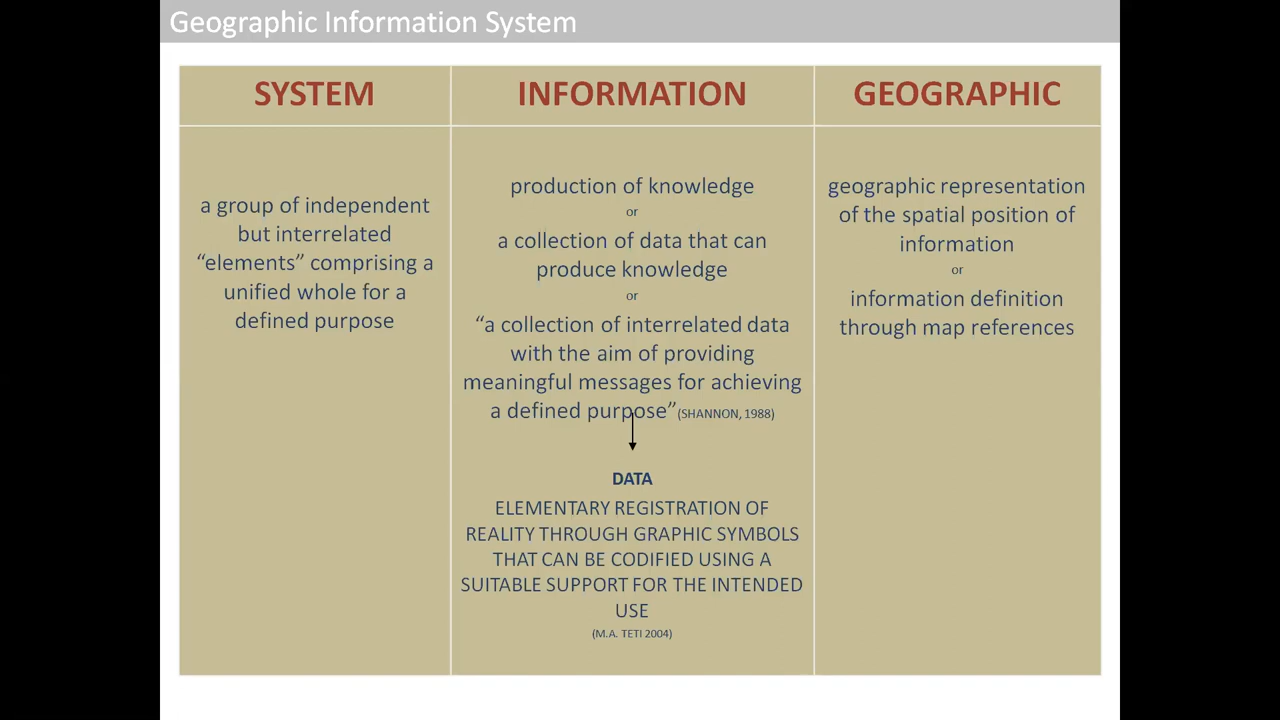 Geographic Information System
SYSTEM
a group of independent
but interrelated
“elements” comprising a
unified whole for a
defined purpose
INFORMATION
production of knowledge
or
a collection of data that can
produce knowledge
or
“a collection of interrelated data
with the aim of providing
meaningful messages for achieving
a defined purpose”(SHANNON, 1988)
DATA
ELEMENTARY REGISTRATION OF
REALITY THROUGH GRAPHIC SYMBOLS
THAT CAN BE CODIFIED USING A
SUITABLE SUPPORT FOR THE INTENDED
USE
(M.A. TETI 2004)
GEOGRAPHIC
geographic representation
of the spatial position of
information
or
information definition
through map references